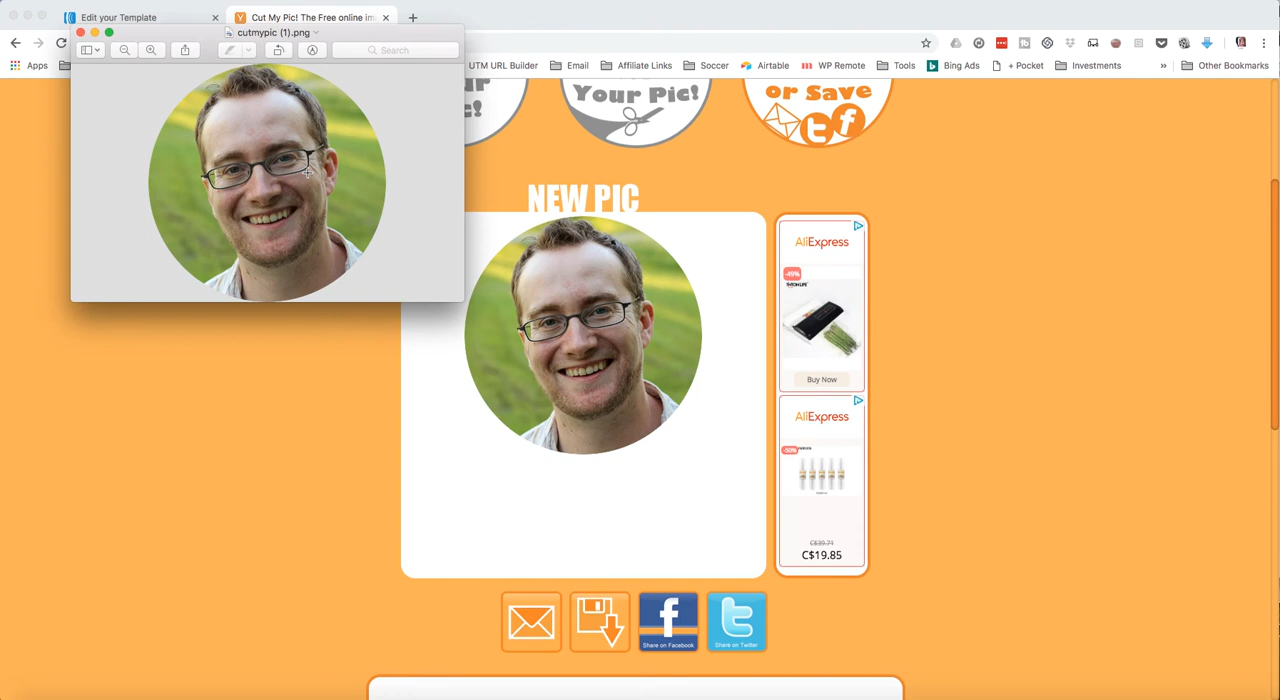 Edit your Template
Cut My Pic! The Free online im
cutmypic (1).png
Search
Apps
UTM URL Builder
Email
Affiliate Links
Soccer
Airtable
WP Remote
Tools
Bing Ads
+ Pocket
Investments
»
Other Bookmarks
Your Pic!
or Save
NEW PIC
AliExpress
-49%
Buy Now
AliExpress
-50%
C$39.71
C$19.85
Share on Facebook
Share on Twitter